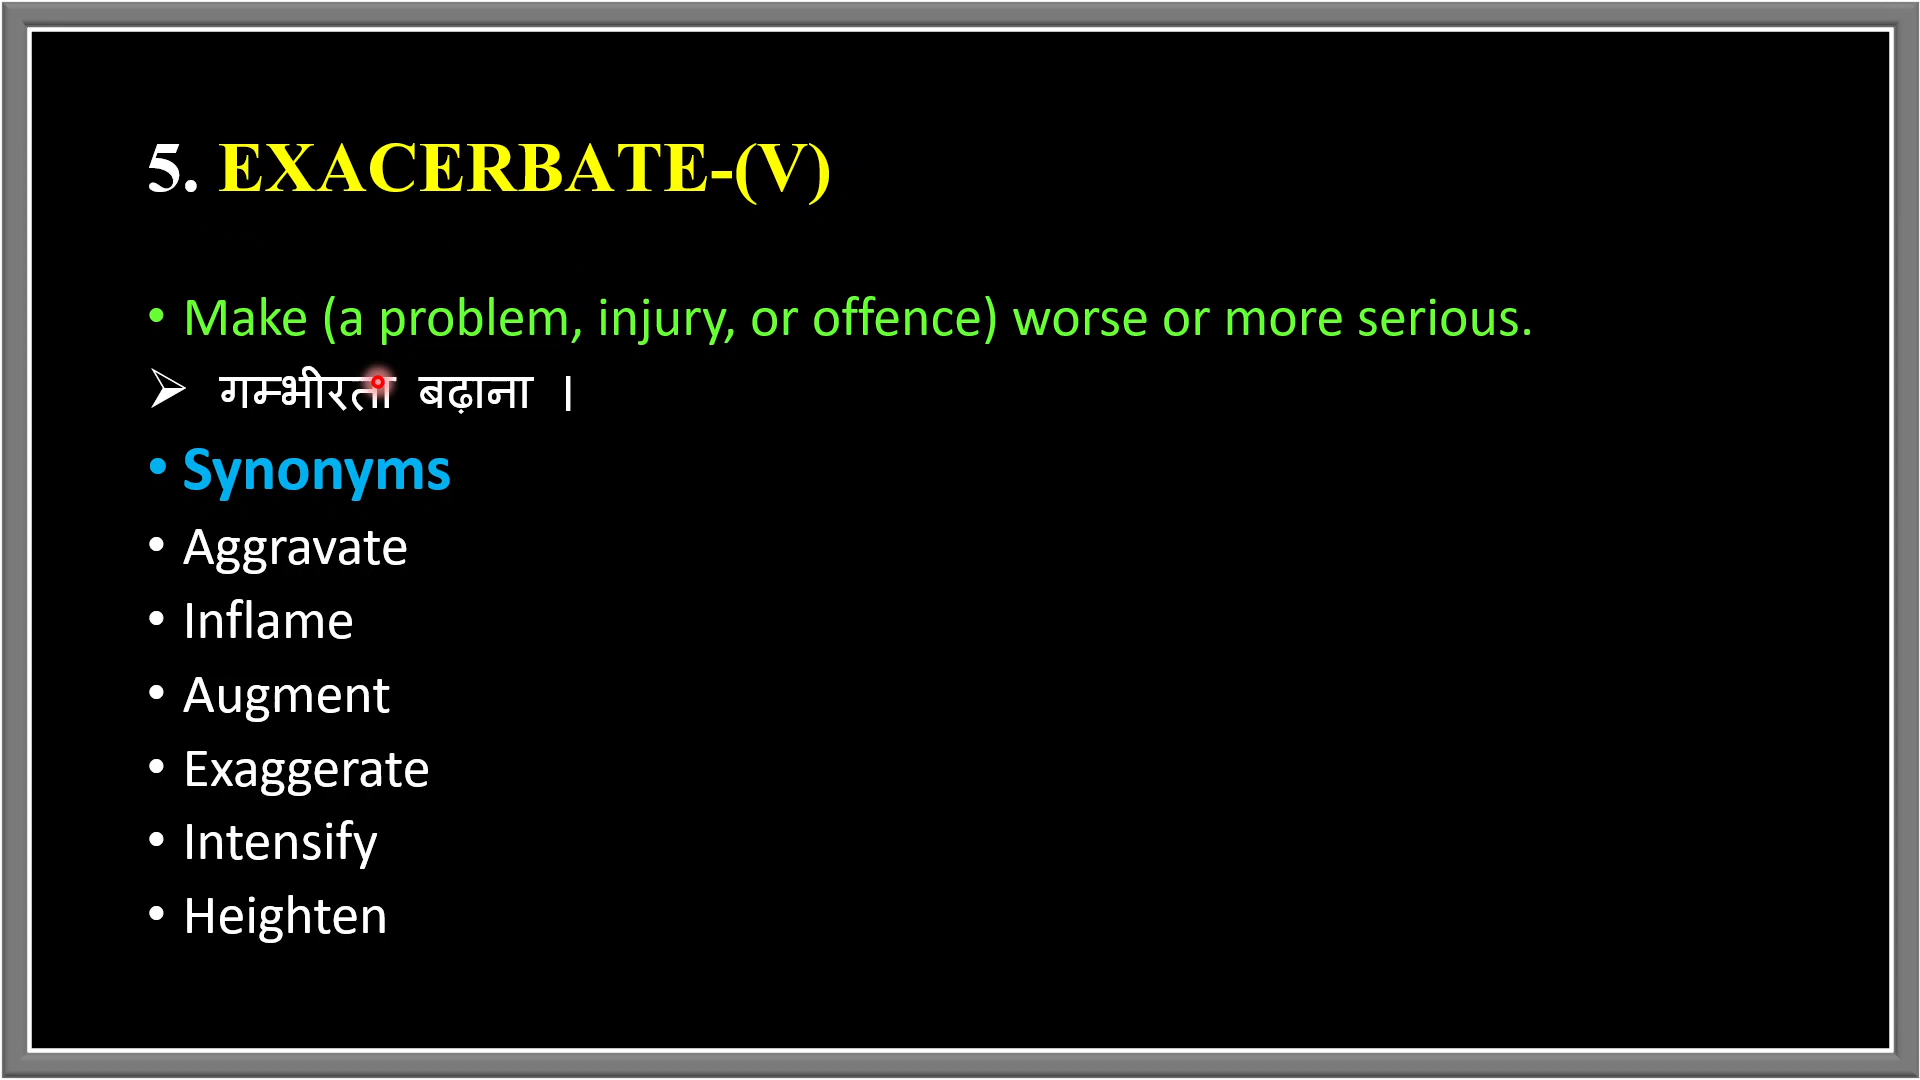 5. EXACERBATE-(V)
• Make (a problem, injury, or offence) worse or more serious.
➢ गम्भीरता बढ़ाना ।
• Synonyms
• Aggravate
• Inflame
• Augment
• Exaggerate
• Intensify
• Heighten